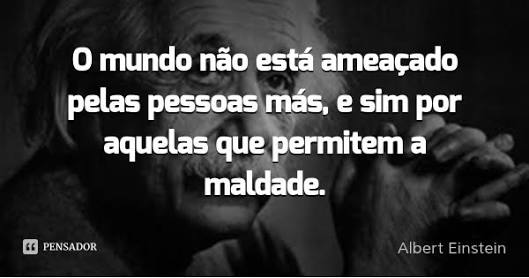 O mundo não está ameaçado
pelas pessoas más, e sim por
aquelas que permitem a
maldade.
PENSADOR
Albert Einstein